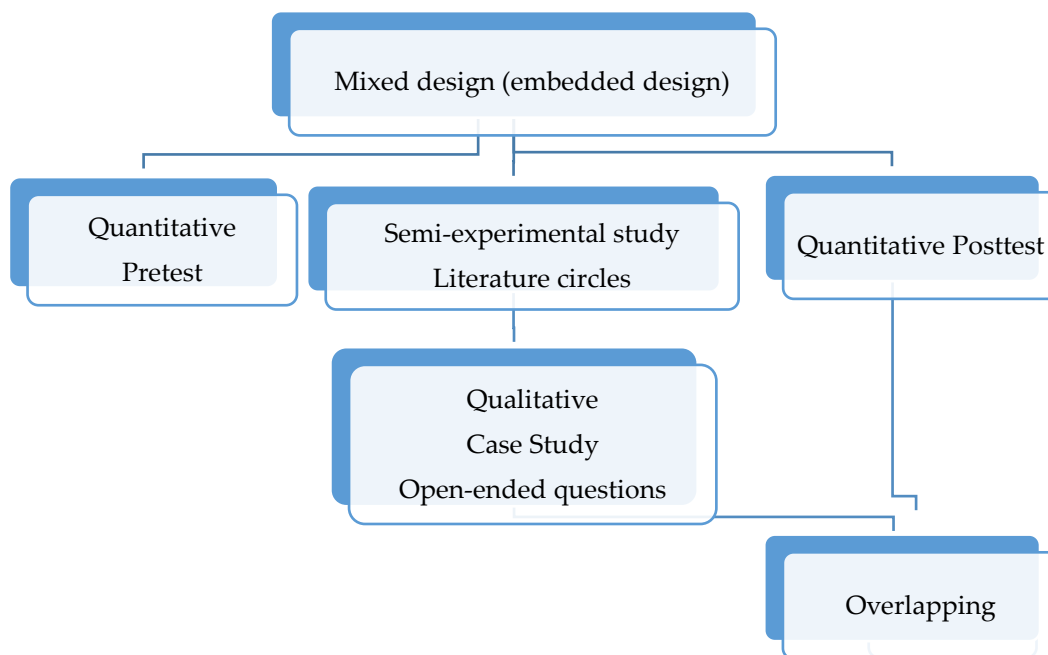 Mixed design (embedded design)
Quantitative
Pretest
Semi-experimental study
Literature circles
Quantitative Posttest
Qualitative
Case Study
Open-ended questions
Overlapping